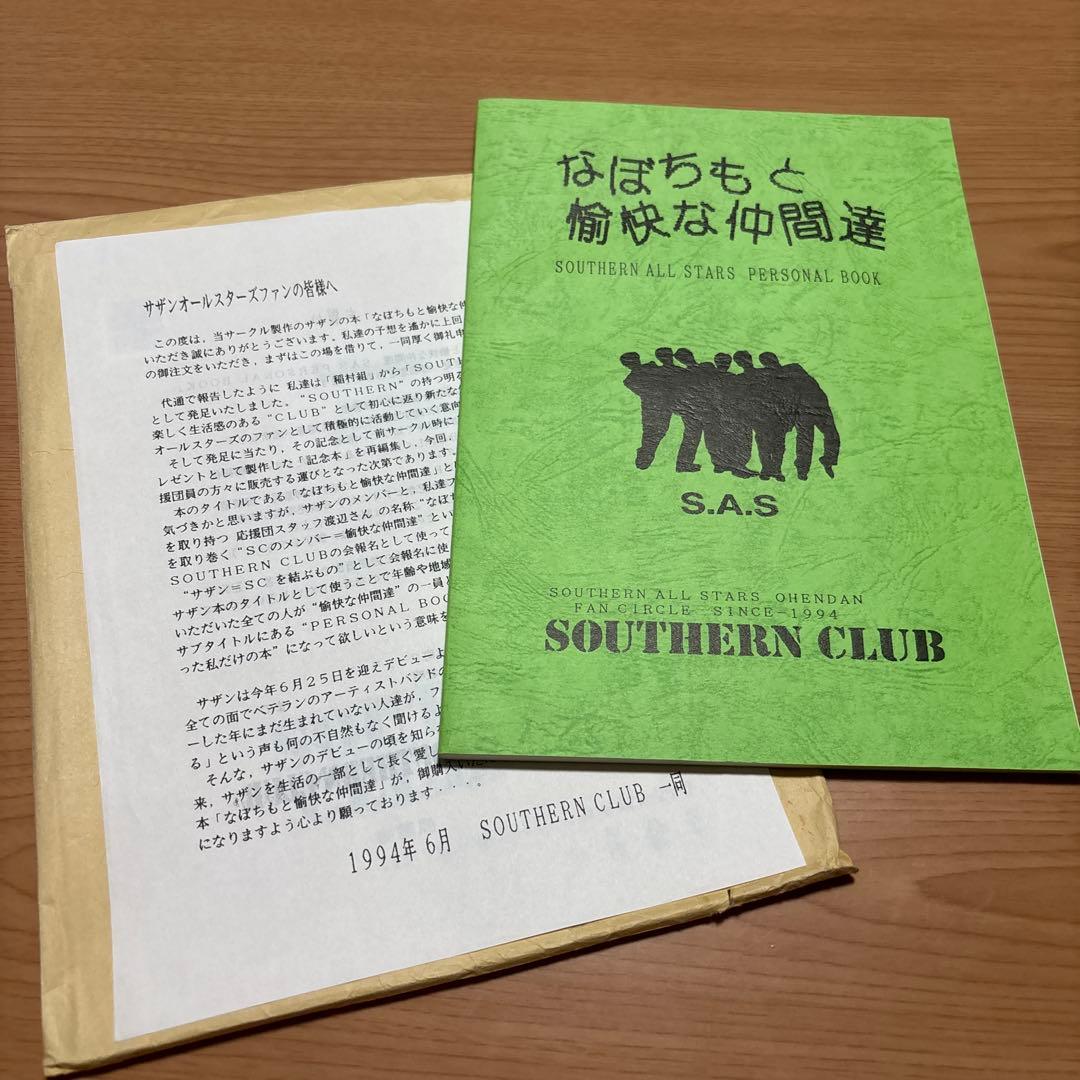 サザンオールスターズファンの皆様へ
この度は，当サークル製作のサザンの本「なぼちもと愉快な仲
いただき誠にありがとうございます。私達の予想を遥かに上回
の御注文をいただき，まずはこの場を借りて，一同厚く御礼申
代通で報告したように 私達は「稲村組」から「SOUT
として発足いたしました。“SOUTHERN”の持つ明る
楽しく生活感のある“CLUB”として初心に返り新たな
オールスターズのファンとして積極的に活動していく意向
そして発足に当たり，その記念として前サークル時に
レゼントとして製作した「記念本」を再編集し，今回，
援団員の方々に販売する運びとなった次第であります。
本のタイトルである「なぼちもと愉快な仲間達」と
気づきかと思いますが，サザンのメンバーと，私達フ
を取り持つ 応援団スタッフ渡辺さん の名称“なぼ
を取り巻く“SCのメンバー＝愉快な仲間達”とい
SOUTHERN CLUBの会報名として使って
“サザン＝SC を結ぶもの”として会報名に使
サザン本のタイトルとして使うことで年齢や地域
いただいた全ての人が“愉快な仲間達”の一員と
サブタイトルにある“PERSONAL BOO
った私だけの本”になって欲しいという意味を
サザンは今年6月25日を迎えデビューよ
全ての面でベテランのアーティストバンドの
ーした年にまだ生まれていない人達が，フ
る」という声も何の不自然もなく聞けるよ
そんな，サザンのデビューの頃を知らな
来，サザンを生活の一部として長く愛し
本「なぼちもと愉快な仲間達」が，御購入いた
になりますよう心より願っております・・・・。
1994年 6月 SOUTHERN CLUB 一同
なぼちもと
愉快な仲間達
SOUTHERN ALL STARS PERSONAL BOOK
S.A.S
SOUTHERN ALL STARS OHENDAN
FAN CIRCLE SINCE-1994
SOUTHERN CLUB